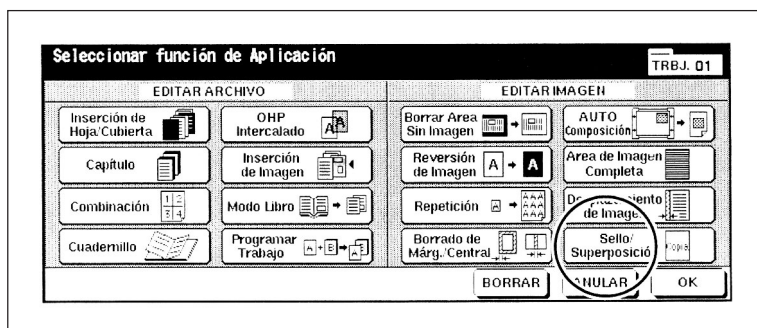 Seleccionar función de Aplicación
TRBJ. 01
EDITAR ARCHIVO
EDITAR IMAGEN
Inserción de
Hoja/Cubierta
OHP
Intercalado
Borrar Area
Sin Imagen
AUTO
Composición
Capítulo
Inserción
de Imagen
Reversión
de Imagen
Area de Imagen
Completa
Combinación
Modo Libro
Repetición
de Imagen
Cuadernillo
Programar
Trabajo
Borrado de
Márg./Central
Sello/
Superposició
Copia
BORRAR
ANULAR
OK